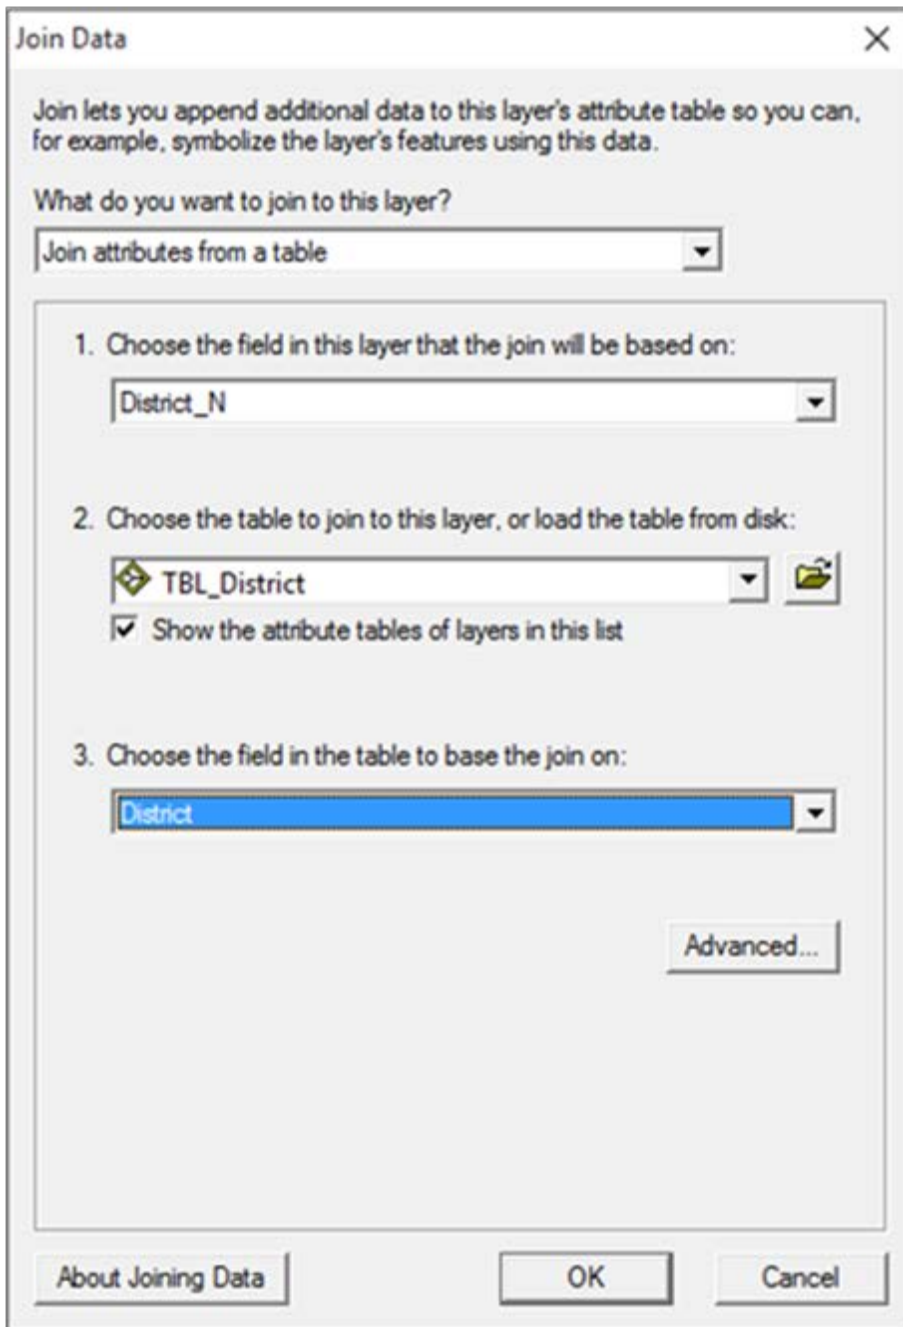 Join Data
Join lets you append additional data to this layer's attribute table so you can,
for example, symbolize the layer's features using this data.
What do you want to join to this layer?
Join attributes from a table
1. Choose the field in this layer that the join will be based on:
District_N
2. Choose the table to join to this layer, or load the table from disk:
TBL_District
Show the attribute tables of layers in this list
3. Choose the field in the table to base the join on:
District
Advanced...
About Joining Data
OK
Cancel